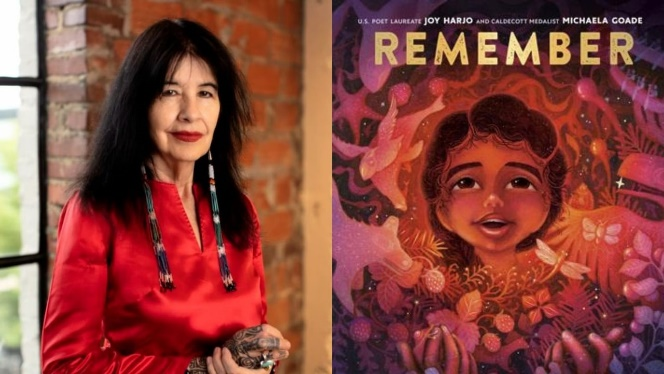 U.S. POET LAUREATE JOY HARJO AND CALDECOTT MEDALIST MICHAELA GOADE
REMEMBER